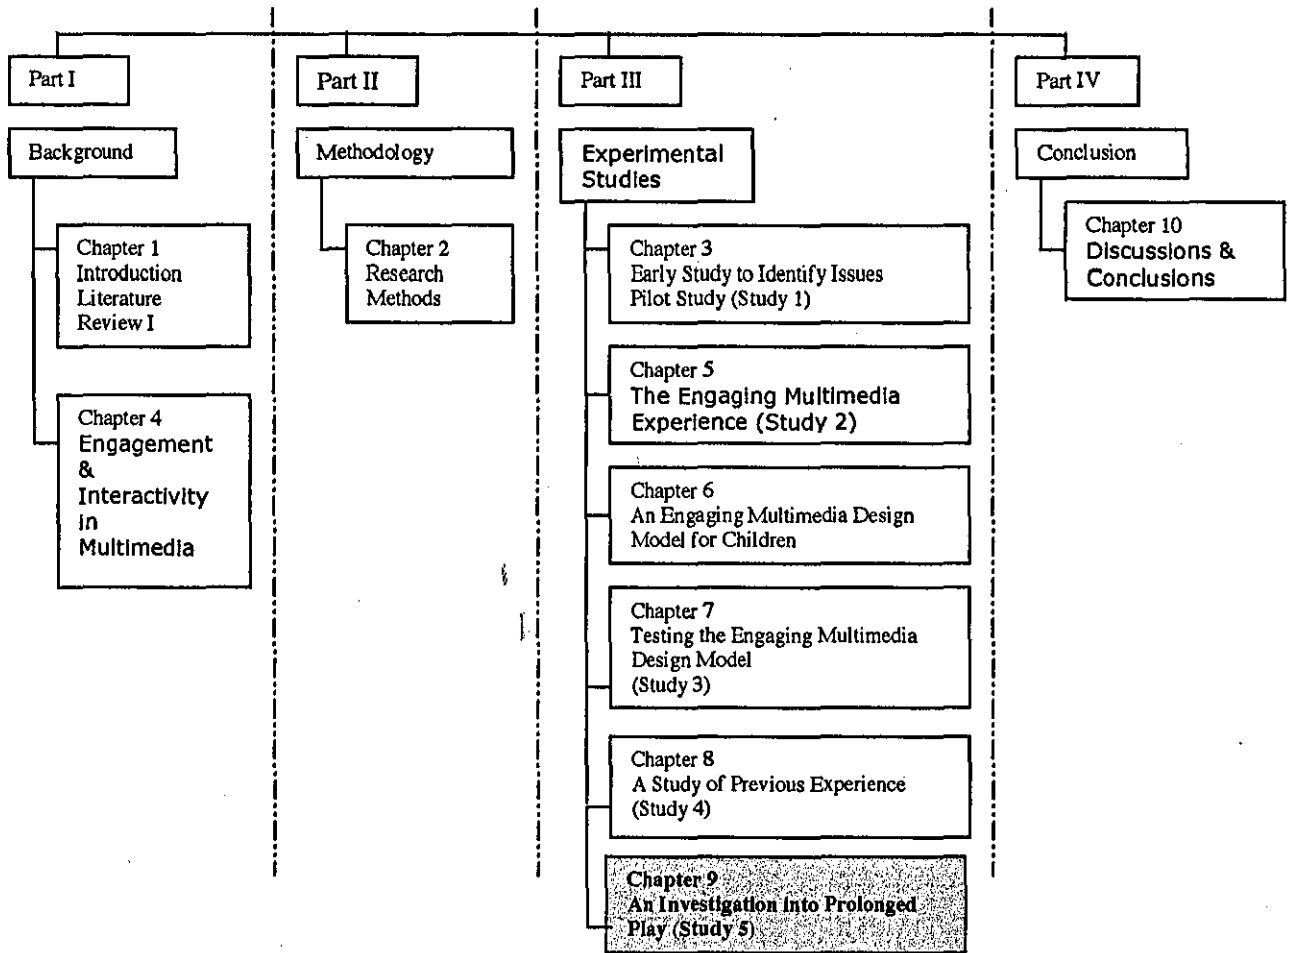 Part I
Background
Chapter 1
Introduction
Literature
Review I
Chapter 4
Engagement
&
Interactivity
in
Multimedia
Part II
Methodology
Chapter 2
Research
Methods
Part III
Experimental
Studies
Chapter 3
Early Study to Identify Issues
Pilot Study (Study 1)
Chapter 5
The Engaging Multimedia
Experience (Study 2)
Chapter 6
An Engaging Multimedia Design
Model for Children
Chapter 7
Testing the Engaging Multimedia
Design Model
(Study 3)
Chapter 8
A Study of Previous Experience
(Study 4)
Chapter 9
An Investigation into Prolonged
Play (Study 5)
Part IV
Conclusion
Chapter 10
Discussions &
Conclusions